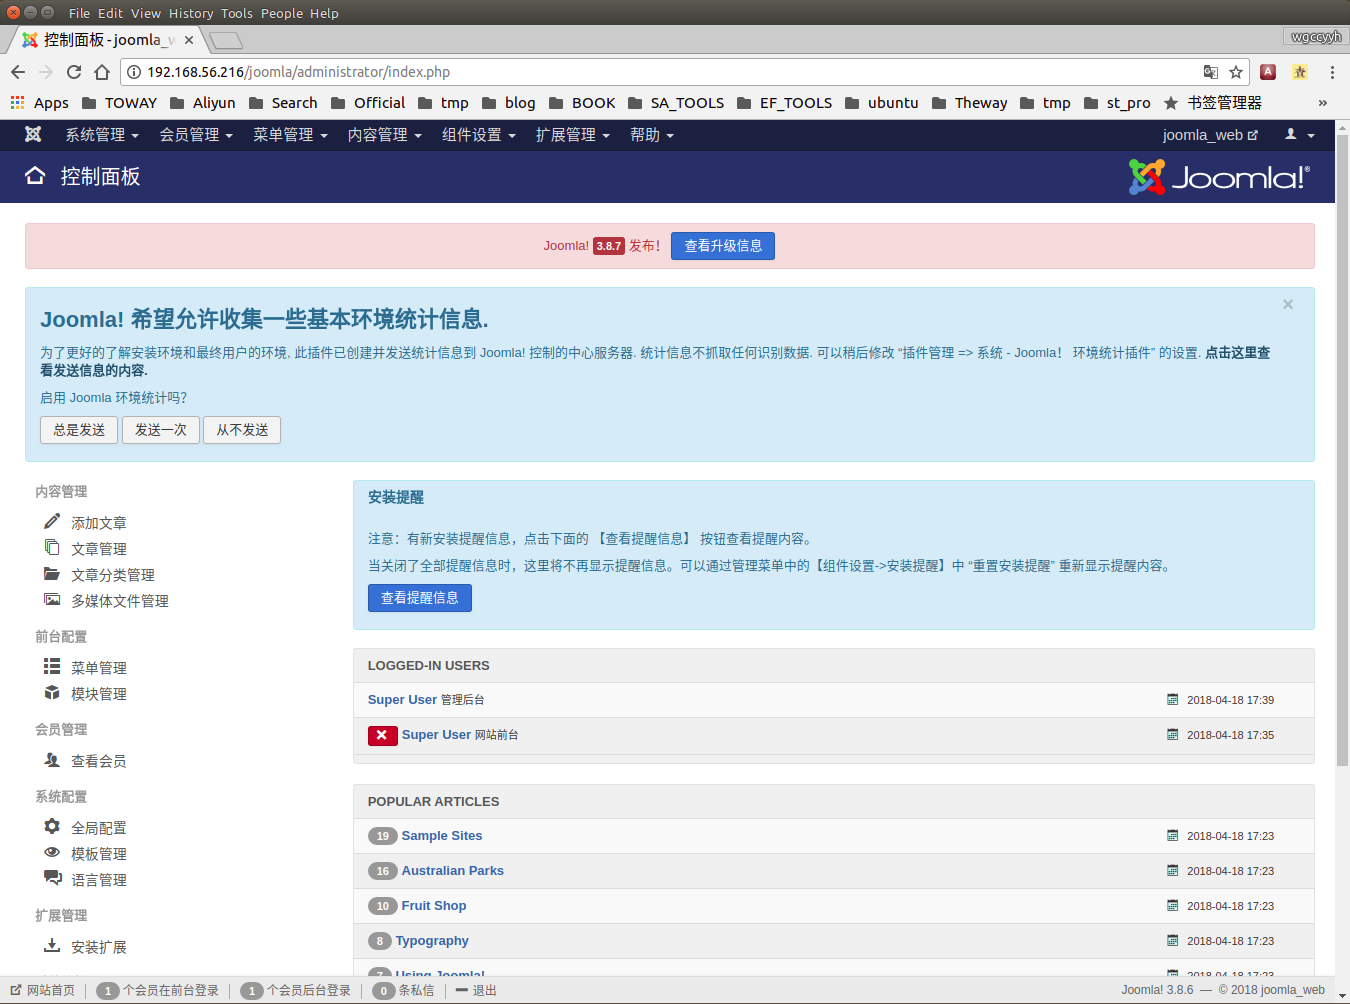 File Edit View History Tools People Help
控制面板 - joomla_w
wgccyyh
192.168.56.216/joomla/administrator/index.php
Apps TOWAY Aliyun Search Official tmp blog BOOK SA_TOOLS EF_TOOLS ubuntu Theway tmp st_pro 书签管理器 »
系统管理 会员管理 菜单管理 内容管理 组件设置 扩展管理 帮助 joomla_web
控制面板
Joomla!®
Joomla! 3.8.7 发布! 查看升级信息
Joomla! 希望允许收集一些基本环境统计信息.
为了更好的了解安装环境和最终用户的环境, 此插件已创建并发送统计信息到 Joomla! 控制的中心服务器. 统计信息不抓取任何识别数据. 可以稍后修改 “插件管理 => 系统 - Joomla! 环境统计插件” 的设置. 点击这里查
看发送信息的内容.
启用 Joomla 环境统计吗?
总是发送 发送一次 从不发送
内容管理
添加文章
文章管理
文章分类管理
多媒体文件管理
前台配置
菜单管理
模块管理
会员管理
查看会员
系统配置
全局配置
模板管理
语言管理
扩展管理
安装扩展
安装提醒
注意：有新安装提醒信息，点击下面的 【查看提醒信息】 按钮查看提醒内容。
当关闭了全部提醒信息时，这里将不再显示提醒信息。可以通过管理菜单中的【组件设置->安装提醒】中 “重置安装提醒” 重新显示提醒内容。
查看提醒信息
LOGGED-IN USERS
Super User 管理后台 2018-04-18 17:39
Super User 网站前台 2018-04-18 17:35
POPULAR ARTICLES
19 Sample Sites 2018-04-18 17:23
16 Australian Parks 2018-04-18 17:23
10 Fruit Shop 2018-04-18 17:23
8 Typography 2018-04-18 17:23
7 Using Joomla! 2018-04-18 17:23
网站首页 1 个会员在前台登录 1 个会员后台登录 0 条私信 退出 Joomla! 3.8.6 — © 2018 joomla_web